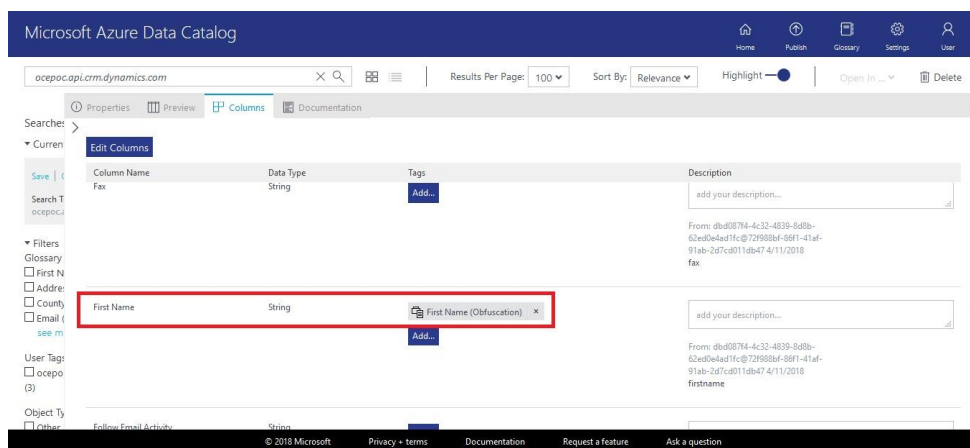 Microsoft Azure Data Catalog
Home Publish Glossary Settings User
ocepoc.api.crm.dynamics.com
Results Per Page: 100 Sort By: Relevance Highlight Open In ... Delete
Properties Preview Columns Documentation
Searches
Curren
Save
Search T
ocepoc.a
Filters
Glossary
First N
Addre
County
Email (
see m
User Tags
ocepo
(3)
Object Ty
Other
Edit Columns
Column Name Data Type Tags Description
Fax String Add... add your description...
From: dbd087f4-4c32-4839-8d8b-
62ed0e4ad1fc@72f988bf-86f1-41af-
91ab-2d7cd011db47 4/11/2018
fax
First Name String First Name (Obfuscation) × add your description...
Add...
From: dbd087f4-4c32-4839-8d8b-
62ed0e4ad1fc@72f988bf-86f1-41af-
91ab-2d7cd011db47 4/11/2018
firstname
Follow Email Activity String
© 2018 Microsoft Privacy + terms Documentation Request a feature Ask a question